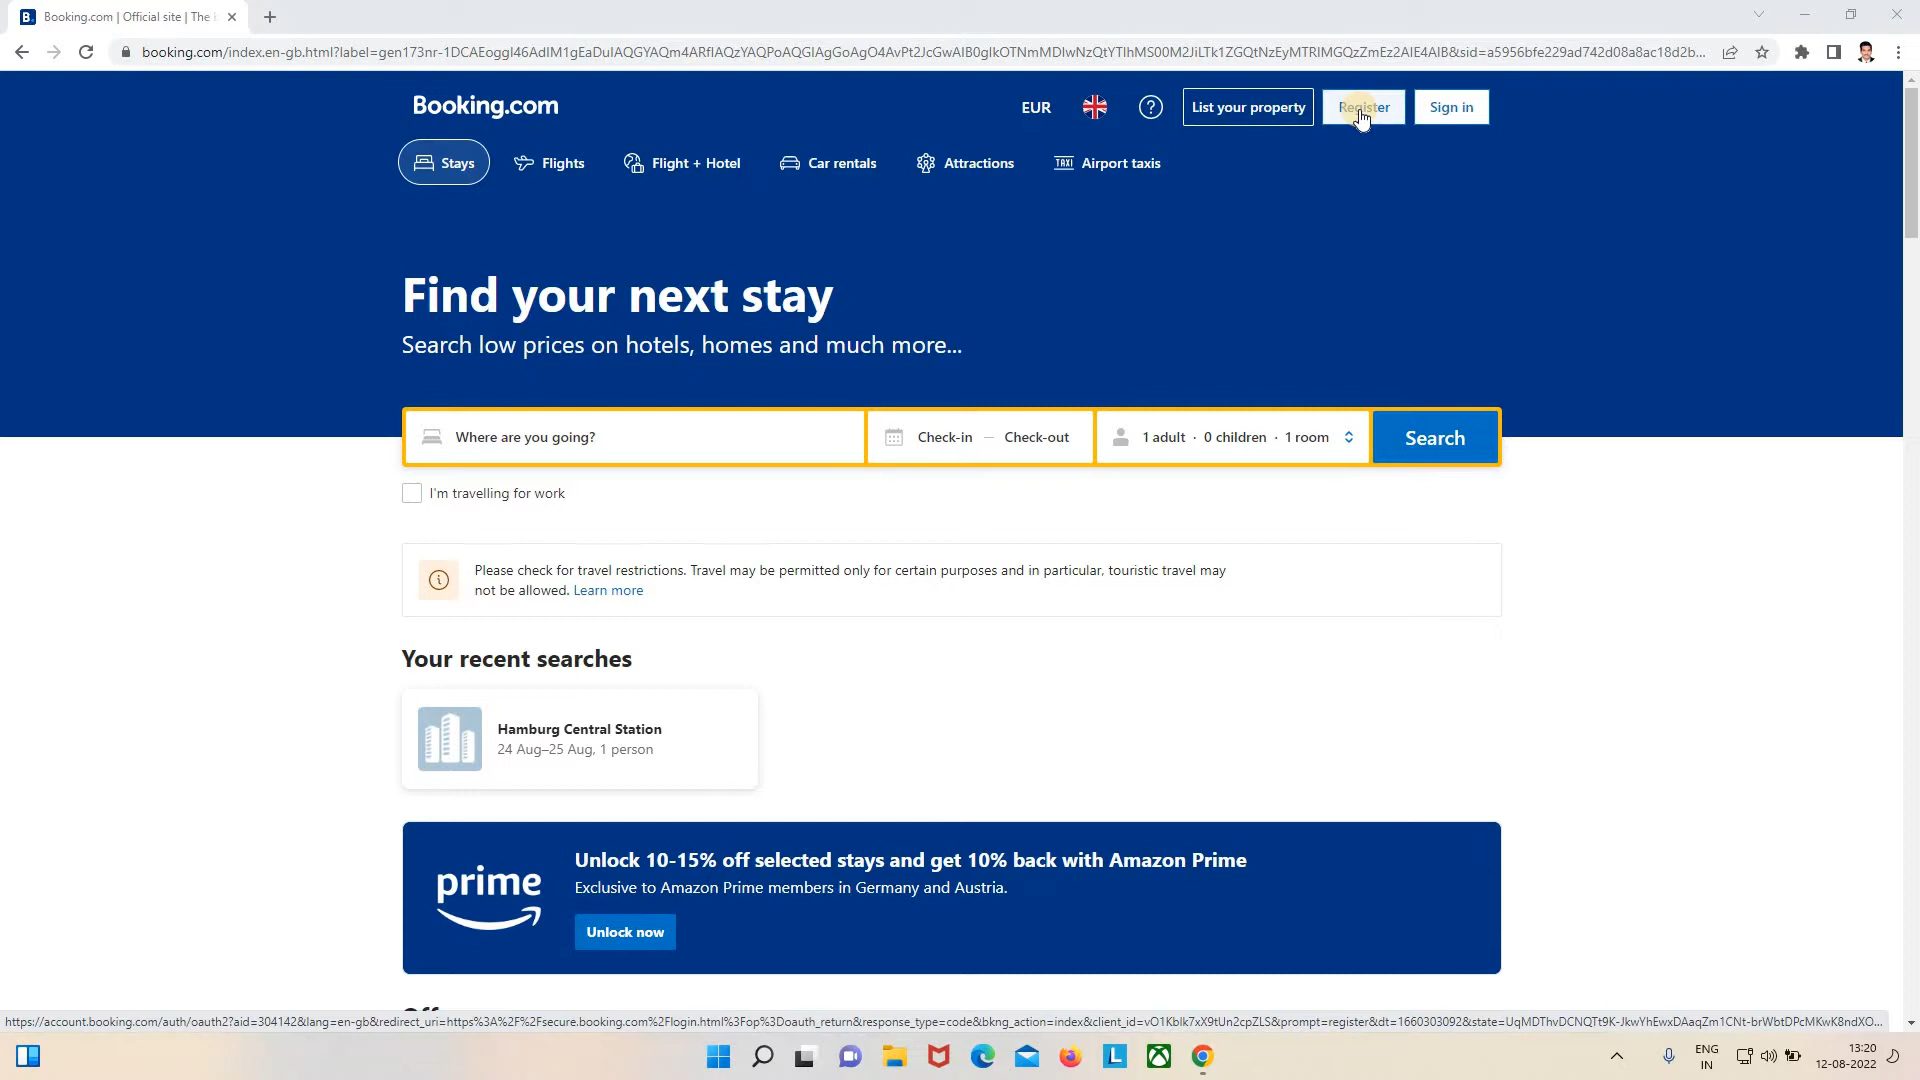 Booking.com | Official site | The b
booking.com/index.en-gb.html?label=gen173nr-1DCAEoggI46AdIM1gEaDuIAQGYAQm4ARfIAQzYAQPoAQGIAgGoAgO4AvPt2JcGwAIB0gIkOTNmMDIwNzQtYTlhMS00M2JiLTk1ZGQtNzEyMTRlMGQzZmEz2AIE4AIB&sid=a5956bfe229ad742d08a8ac18d2b...
Booking.com
EUR
List your property
Register
Sign in
Stays
Flights
Flight + Hotel
Car rentals
Attractions
TAXI
Airport taxis
Find your next stay
Search low prices on hotels, homes and much more...
Where are you going?
Check-in — Check-out
1 adult · 0 children · 1 room
Search
I'm travelling for work
Please check for travel restrictions. Travel may be permitted only for certain purposes and in particular, touristic travel may
not be allowed. Learn more
Your recent searches
Hamburg Central Station
24 Aug–25 Aug, 1 person
prime
Unlock 10-15% off selected stays and get 10% back with Amazon Prime
Exclusive to Amazon Prime members in Germany and Austria.
Unlock now
https://account.booking.com/auth/oauth2?aid=304142&lang=en-gb&redirect_uri=https%3A%2F%2Fsecure.booking.com%2Flogin.html%3Fop%3Doauth_return&response_type=code&bkng_action=index&client_id=vO1Kblk7xX9tUn2cpZLS&prompt=register&dt=1660303092&state=UqMDThvDCNQTt9K-JkwYhEwxDAaqZm1CNt-brWbtDPcMKwK8ndXO...
ENG
IN
13:20
12-08-2022